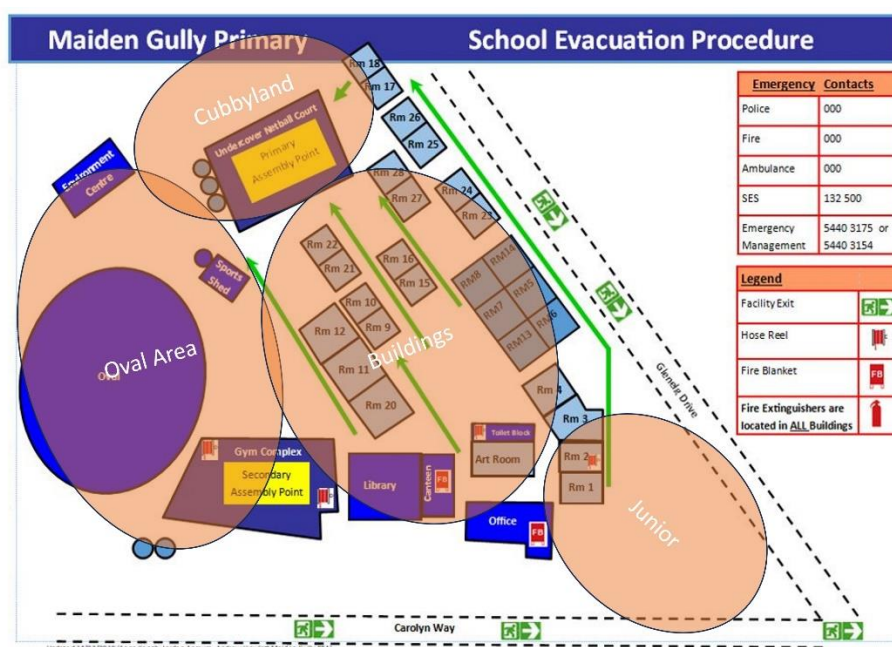 Maiden Gully Primary School Evacuation Procedure
Cubbyland
Rm 18
Rm 17
Undercover Netball Court
Primary
Assembly Point
Rm 26
Rm 25
Environment
Centre
Rm 28
Rm 27
Rm 24
Rm 23
Rm 22
Rm 21
Rm 16
Rm 15
Sports
Shed
RM14
RM8
RM5
RM7
RM6
RM13
Rm 10
Rm 9
Rm 12
Rm 11
Rm 20
Buildings
Oval Area
Oval
Rm 4
Rm 3
Rm 2
Rm 1
Toilet Block
Art Room
Gym Complex
Secondary
Assembly Point
Library
Canteen
FB
Office
FB
Junior
Glendix Drive
Carolyn Way
Emergency Contacts
Police 000
Fire 000
Ambulance 000
SES 132 500
Emergency 5440 3175 or
Management 5440 3154
Legend
Facility Exit
Hose Reel
Fire Blanket FB
Fire Extinguishers are
located in ALL Buildings